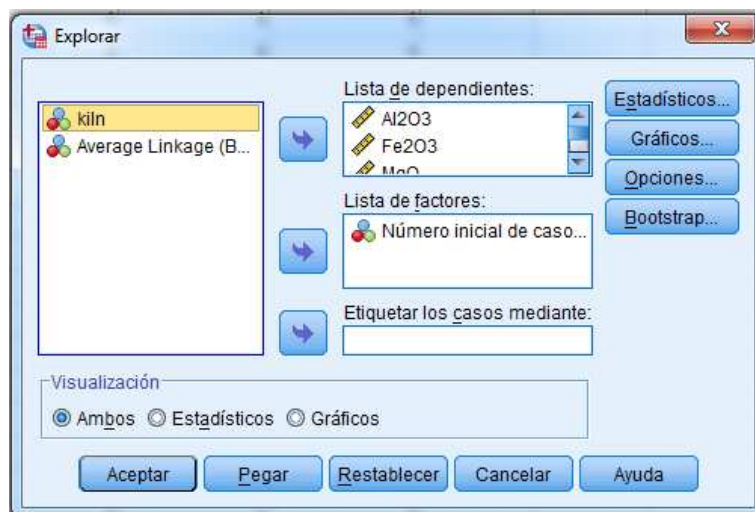 Explorar
Lista de dependientes:
kiln
Average Linkage (B...
Al2O3
Fe2O3
MgO
Estadísticos...
Gráficos...
Opciones...
Bootstrap...
Lista de factores:
Número inicial de caso...
Etiquetar los casos mediante:
Visualización
Ambos
Estadísticos
Gráficos
Aceptar
Pegar
Restablecer
Cancelar
Ayuda